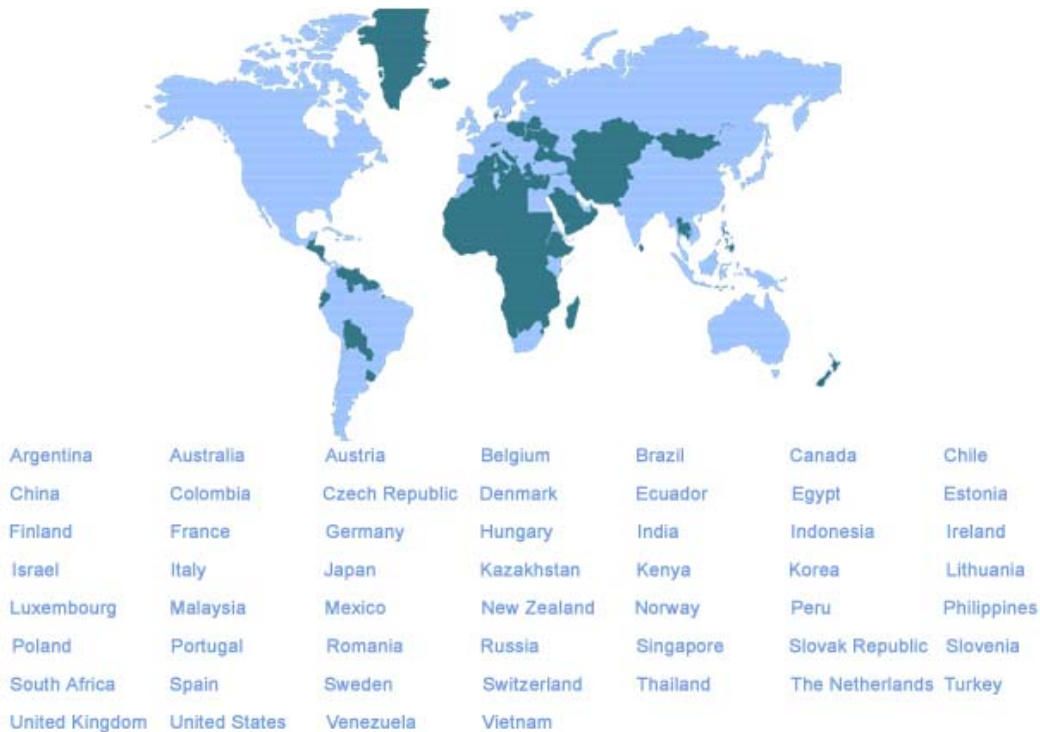 Argentina Australia Austria Belgium Brazil Canada Chile
China Colombia Czech Republic Denmark Ecuador Egypt Estonia
Finland France Germany Hungary India Indonesia Ireland
Israel Italy Japan Kazakhstan Kenya Korea Lithuania
Luxembourg Malaysia Mexico New Zealand Norway Peru Philippines
Poland Portugal Romania Russia Singapore Slovak Republic Slovenia
South Africa Spain Sweden Switzerland Thailand The Netherlands Turkey
United Kingdom United States Venezuela Vietnam